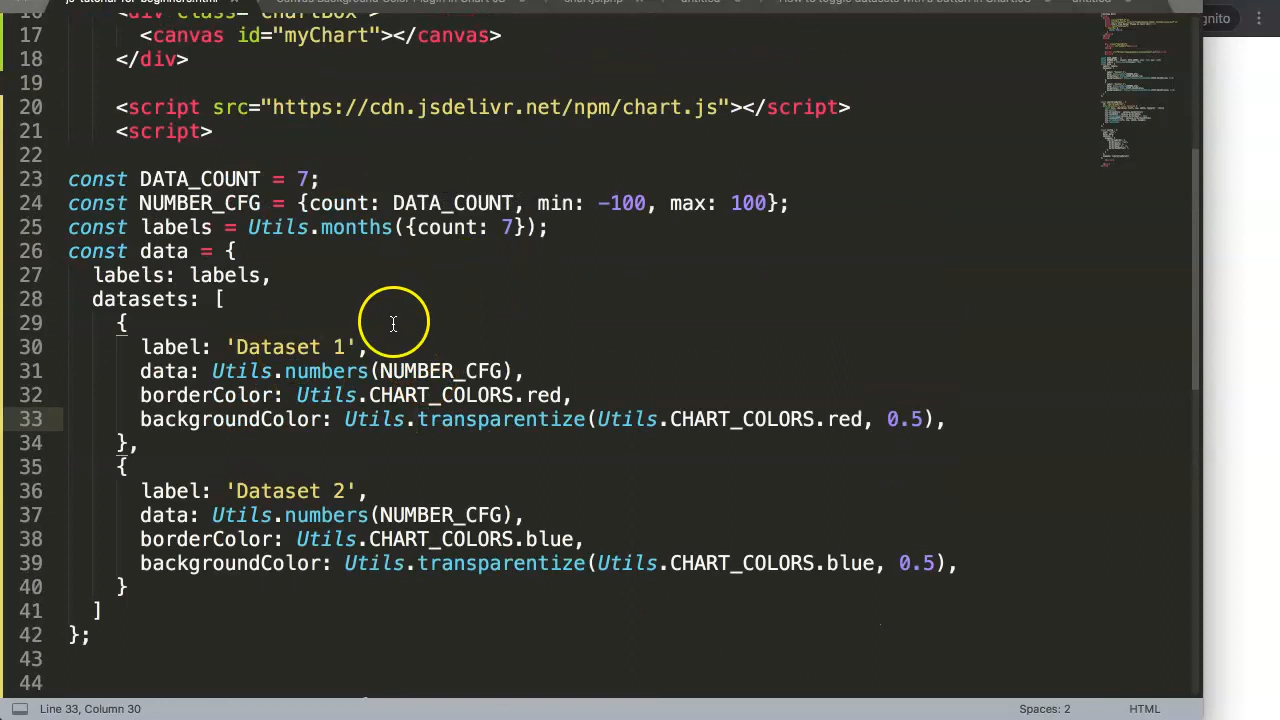 16 <div class="chartBox">
17 <canvas id="myChart"></canvas>
18 </div>
19
20 <script src="https://cdn.jsdelivr.net/npm/chart.js"></script>
21 <script>
22
23 const DATA_COUNT = 7;
24 const NUMBER_CFG = {count: DATA_COUNT, min: -100, max: 100};
25 const labels = Utils.months({count: 7});
26 const data = {
27 labels: labels,
28 datasets: [
29 {
30 label: 'Dataset 1',
31 data: Utils.numbers(NUMBER_CFG),
32 borderColor: Utils.CHART_COLORS.red,
33 backgroundColor: Utils.transparentize(Utils.CHART_COLORS.red, 0.5),
34 },
35 {
36 label: 'Dataset 2',
37 data: Utils.numbers(NUMBER_CFG),
38 borderColor: Utils.CHART_COLORS.blue,
39 backgroundColor: Utils.transparentize(Utils.CHART_COLORS.blue, 0.5),
40 }
41 ]
42 };
43
44
Line 33, Column 30 Spaces: 2 HTML